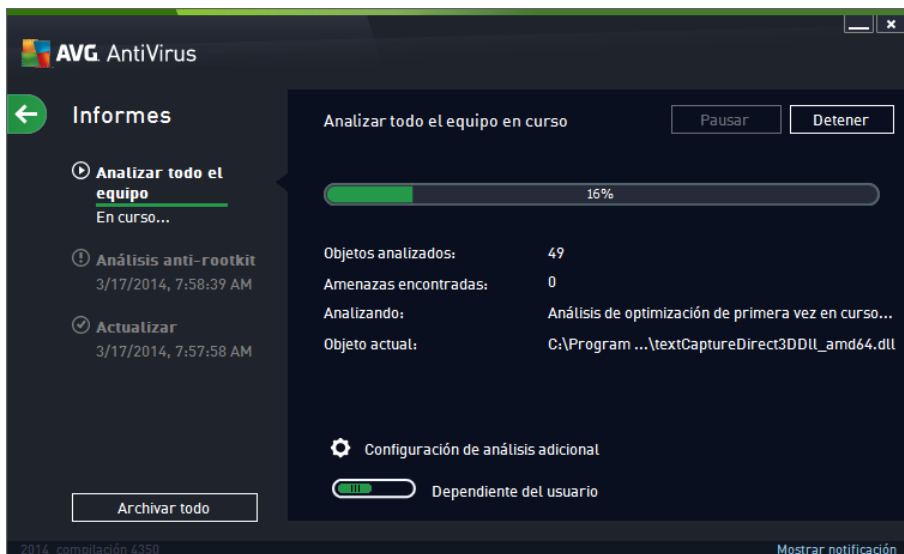 AVG AntiVirus
Informes
Analizar todo el
equipo
En curso...
Análisis anti-rootkit
3/17/2014, 7:58:39 AM
Actualizar
3/17/2014, 7:57:58 AM
Archivar todo
Analizar todo el equipo en curso
Pausar
Detener
16%
Objetos analizados: 49
Amenazas encontradas: 0
Analizando: Análisis de optimización de primera vez en curso...
Objeto actual: C:\Program ...\textCaptureDirect3DDll_amd64.dll
Configuración de análisis adicional
Dependiente del usuario
2014 compilación 4350
Mostrar notificación